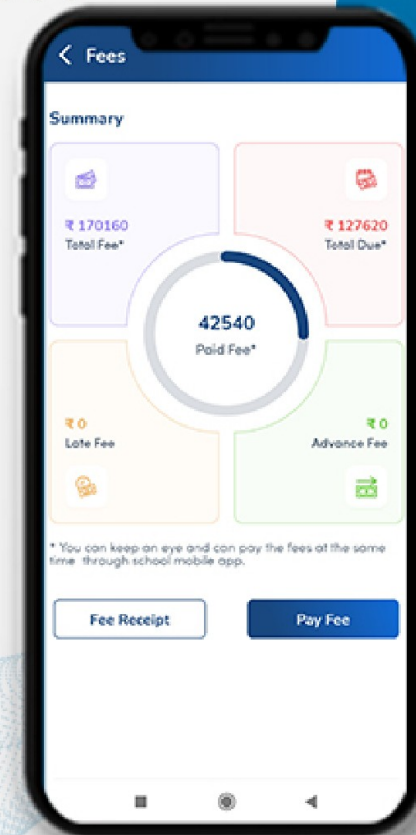 Fees
Summary
₹ 170160
Total Fee*
₹ 127620
Total Due*
42540
Paid Fee*
₹ 0
Late Fee
₹ 0
Advance Fee
* You can keep an eye and can pay the fees at the same
time through school mobile app.
Fee Receipt
Pay Fee